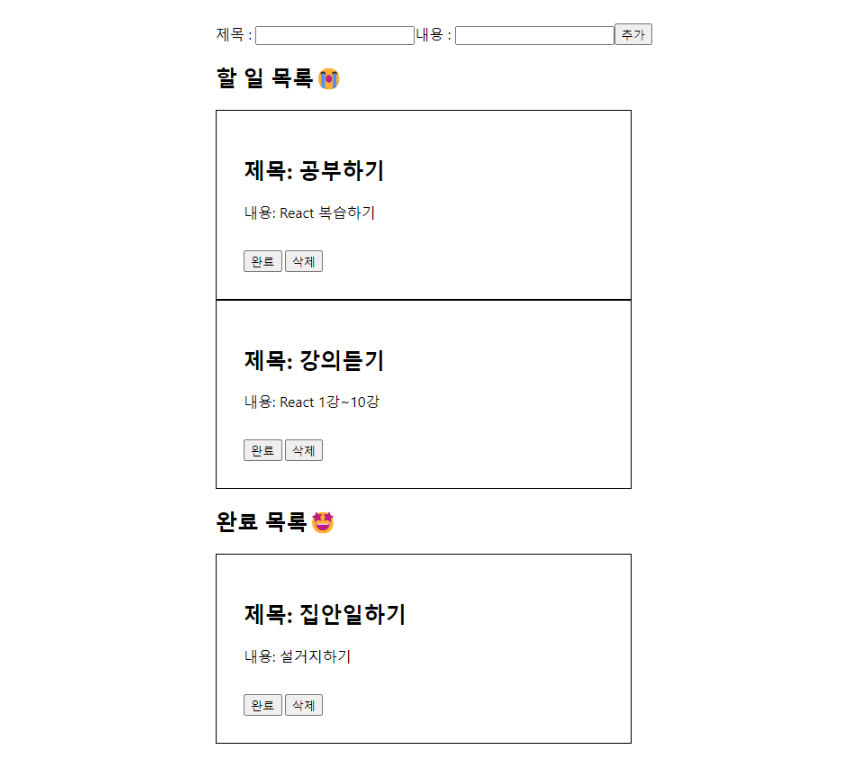 제목 : 내용 : 추가
할 일 목록😭
제목: 공부하기
내용: React 복습하기
완료 삭제
제목: 강의듣기
내용: React 1강~10강
완료 삭제
완료 목록🤩
제목: 집안일하기
내용: 설거지하기
완료 삭제